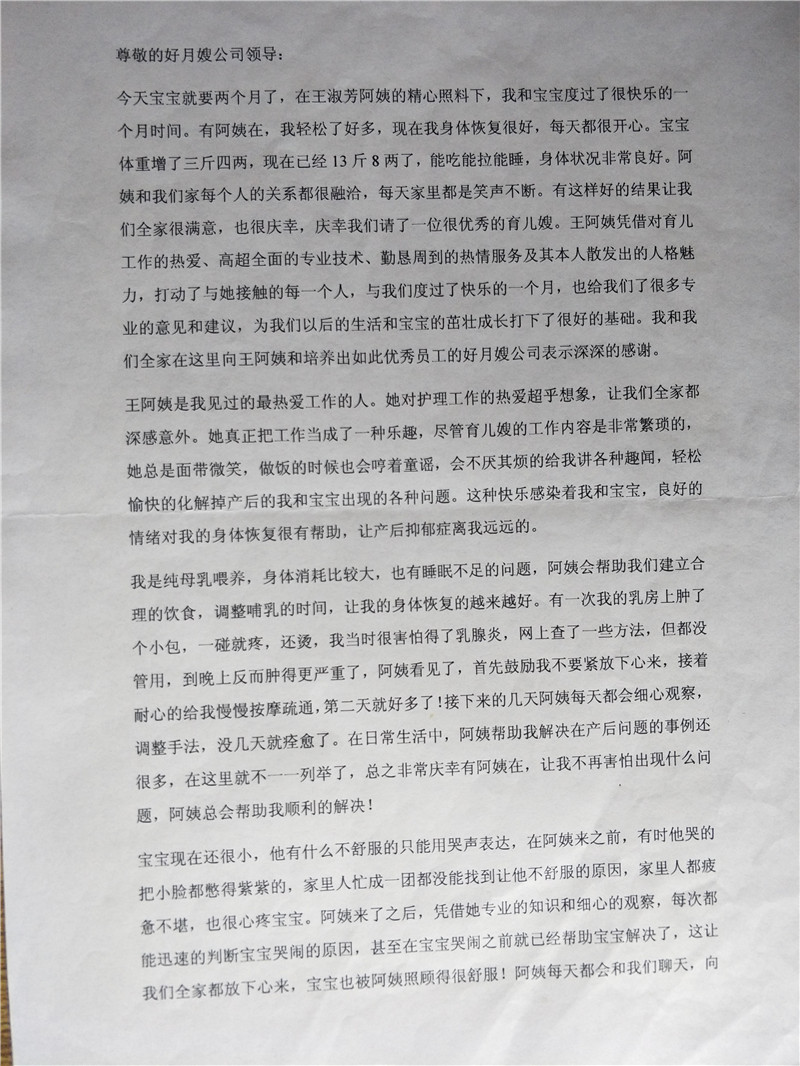 尊敬的好月嫂公司领导：
今天宝宝就要两个月了，在王淑芳阿姨的精心照料下，我和宝宝度过了很快乐的一
个月时间。有阿姨在，我轻松了好多，现在我身体恢复很好，每天都很开心。宝宝
体重增了三斤四两，现在已经 13 斤 8 两了，能吃能拉能睡，身体状况非常良好。阿
姨和我们家每个人的关系都很融洽，每天家里都是笑声不断。有这样好的结果让我
们全家很满意，也很庆幸，庆幸我们请了一位很优秀的育儿嫂。王阿姨凭借对育儿
工作的热爱、高超全面的专业技术、勤恳周到的热情服务及其本人散发出的人格魅
力，打动了与她接触的每一个人，与我们度过了快乐的一个月，也给我们了很多专
业的意见和建议，为我们以后的生活和宝宝的茁壮成长打下了很好的基础。我和我
们全家在这里向王阿姨和培养出如此优秀员工的好月嫂公司表示深深的感谢。
王阿姨是我见过的最热爱工作的人。她对护理工作的热爱超乎想象，让我们全家都
深感意外。她真正把工作当成了一种乐趣，尽管育儿嫂的工作内容是非常繁琐的，
她总是面带微笑，做饭的时候也会哼着童谣，会不厌其烦的给我讲各种趣闻，轻松
愉快的化解掉产后的我和宝宝出现的各种问题。这种快乐感染着我和宝宝，良好的
情绪对我的身体恢复很有帮助，让产后抑郁症离我远远的。
我是纯母乳喂养，身体消耗比较大，也有睡眠不足的问题，阿姨会帮助我们建立合
理的饮食，调整哺乳的时间，让我的身体恢复的越来越好。有一次我的乳房上肿了
个小包，一碰就疼，还烫，我当时很害怕得了乳腺炎，网上查了一些方法，但都没
管用，到晚上反而肿得更严重了，阿姨看见了，首先鼓励我不要紧放下心来，接着
耐心的给我慢慢按摩疏通，第二天就好多了！接下来的几天阿姨每天都会细心观察，
调整手法，没几天就痊愈了。在日常生活中，阿姨帮助我解决在产后问题的事例还
很多，在这里就不一一列举了，总之非常庆幸有阿姨在，让我不再害怕出现什么问
题，阿姨总会帮助我顺利的解决！
宝宝现在还很小，他有什么不舒服的只能用哭声表达，在阿姨来之前，有时他哭的
把小脸都憋得紫紫的，家里人忙成一团都没能找到让他不舒服的原因，家里人都疲
惫不堪，也很心疼宝宝。阿姨来了之后，凭借她专业的知识和细心的观察，每次都
能迅速的判断宝宝哭闹的原因，甚至在宝宝哭闹之前就已经帮助宝宝解决了，这让
我们全家都放下心来，宝宝也被阿姨照顾得很舒服！阿姨每天都会和我们聊天，向